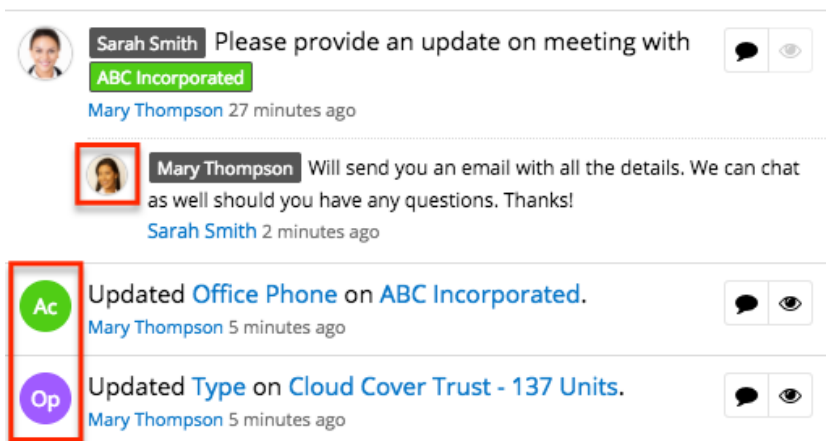 Sarah Smith Please provide an update on meeting with
ABC Incorporated
Mary Thompson 27 minutes ago
Mary Thompson Will send you an email with all the details. We can chat
as well should you have any questions. Thanks!
Sarah Smith 2 minutes ago
Ac Updated Office Phone on ABC Incorporated.
Mary Thompson 5 minutes ago
Op Updated Type on Cloud Cover Trust - 137 Units.
Mary Thompson 5 minutes ago